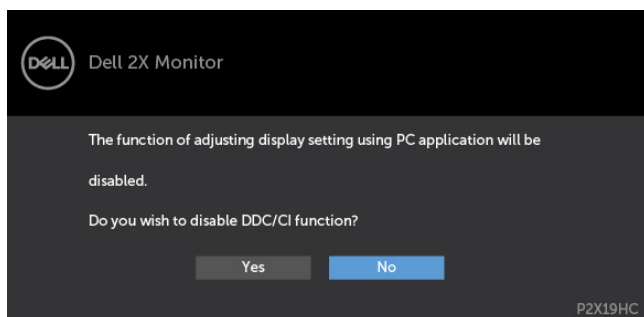 DELL
Dell 2X Monitor
The function of adjusting display setting using PC application will be
disabled.
Do you wish to disable DDC/CI function?
Yes
No
P2X19HC